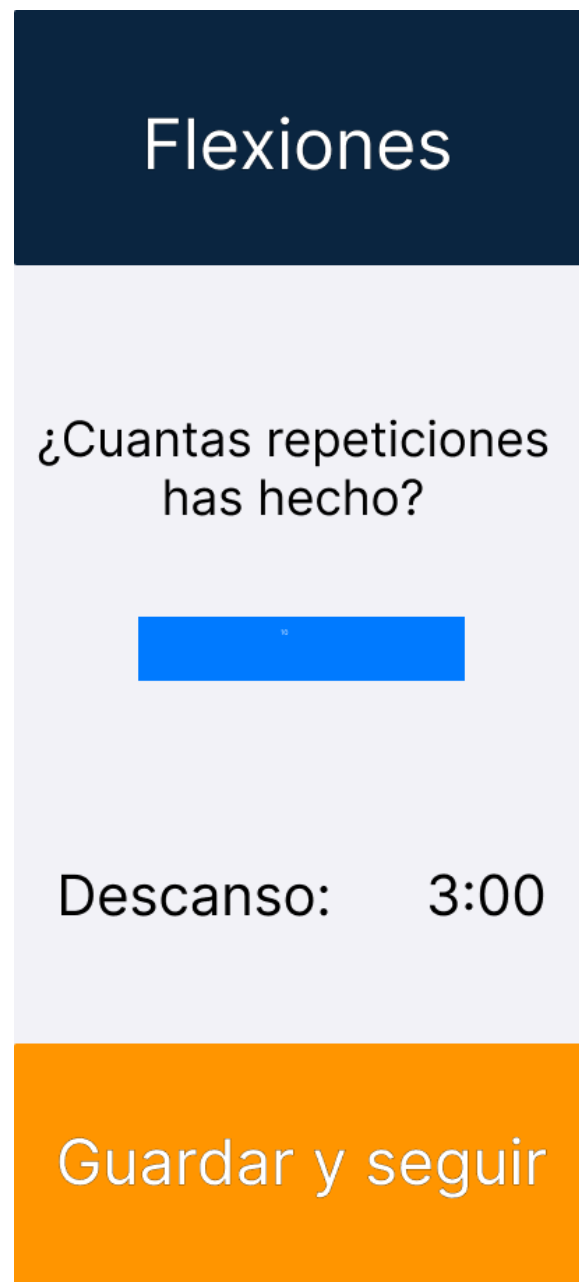 Flexiones
¿Cuantas repeticiones
has hecho?
10
Descanso: 3:00
Guardar y seguir